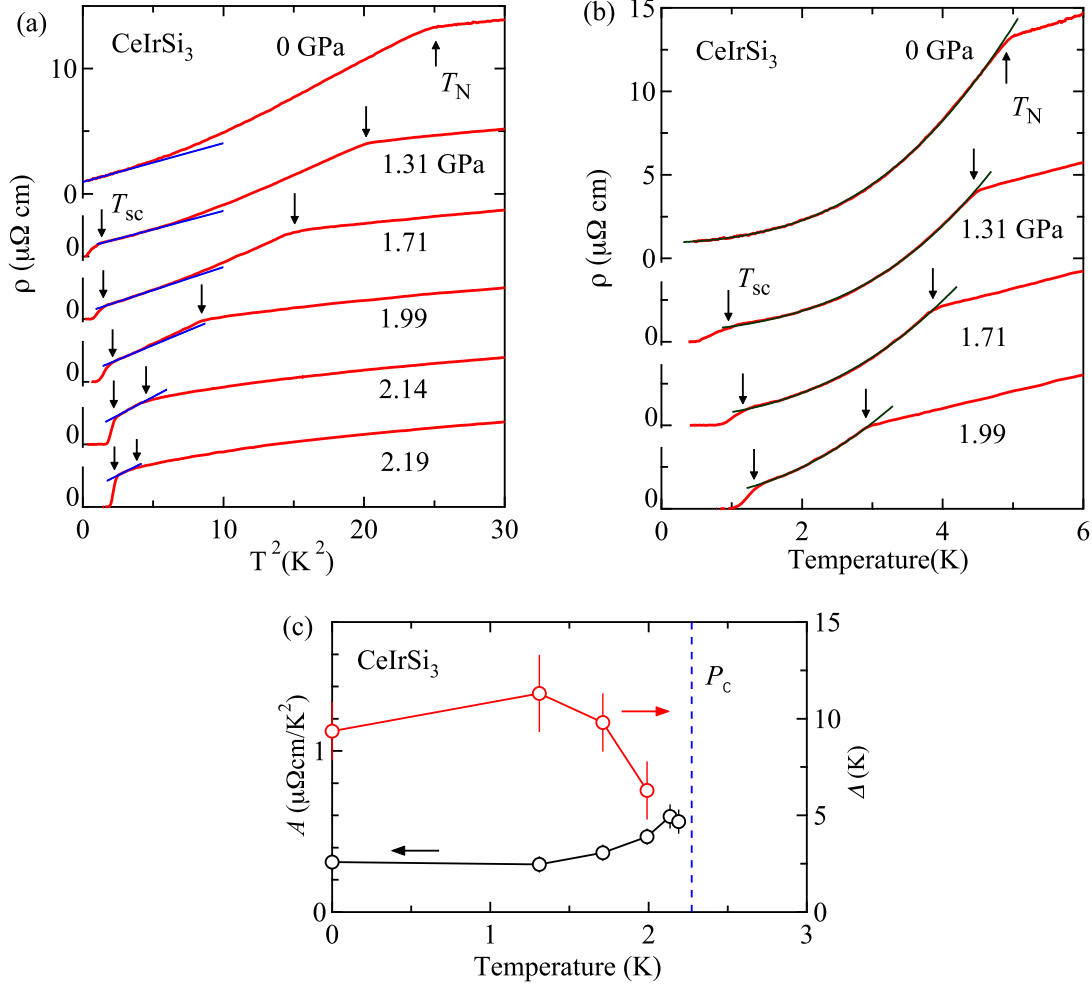 (a)
CeIrSi3
0 GPa
TN
1.31 GPa
Tsc
1.71
1.99
2.14
2.19
10
0
0
0
0
0
0
ρ (μΩ cm)
0 10 20 30
T 2(K2)
(b)
CeIrSi3
0 GPa
TN
1.31 GPa
Tsc
1.71
1.99
15
10
5
0
0
0
0
ρ (μΩ cm)
0 2 4 6
Temperature(K)
(c)
CeIrSi3
PC
1
0
A (μΩcm/K2)
15
10
5
0
Δ (K)
0 1 2 3
Temperature (K)